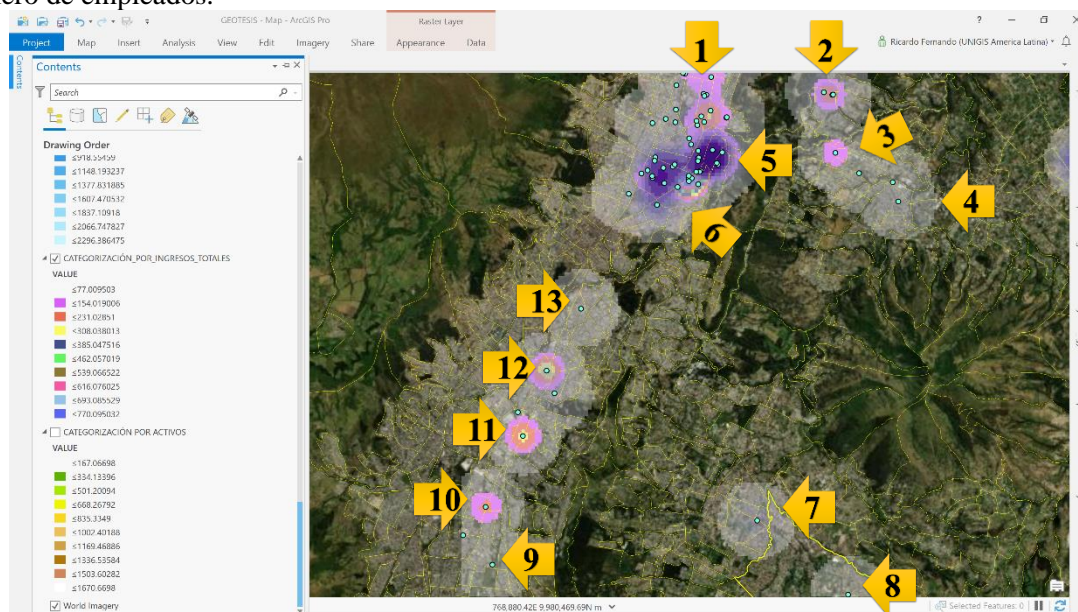 ero de empleados.
GEOTESIS - Map - ArcGIS Pro
Raster Layer
?
Project Map Insert Analysis View Edit Imagery Share Appearance Data
Ricardo Fernando (UNIGIS America Latina)
Contents
Contents
Search
Drawing Order
≤918.55459
≤1148.193237
≤1377.831885
≤1607.470532
≤1837.10918
≤2066.747827
≤2296.386475
CATEGORIZACIÓN_POR_INGRESOS_TOTALES
VALUE
≤77.009503
≤154.019006
≤231.02851
≤308.038013
≤385.047516
≤462.057019
≤539.066522
≤616.076025
≤693.085529
≤770.095032
CATEGORIZACIÓN POR ACTIVOS
VALUE
≤167.06698
≤334.13396
≤501.20094
≤668.26792
≤835.3349
≤1002.40188
≤1169.46886
≤1336.53584
≤1503.60282
≤1670.6698
World Imagery
1
2
3
4
5
6
13
12
11
10
9
7
8
768,880.42E 9,980,469.69N m
Selected Features: 0